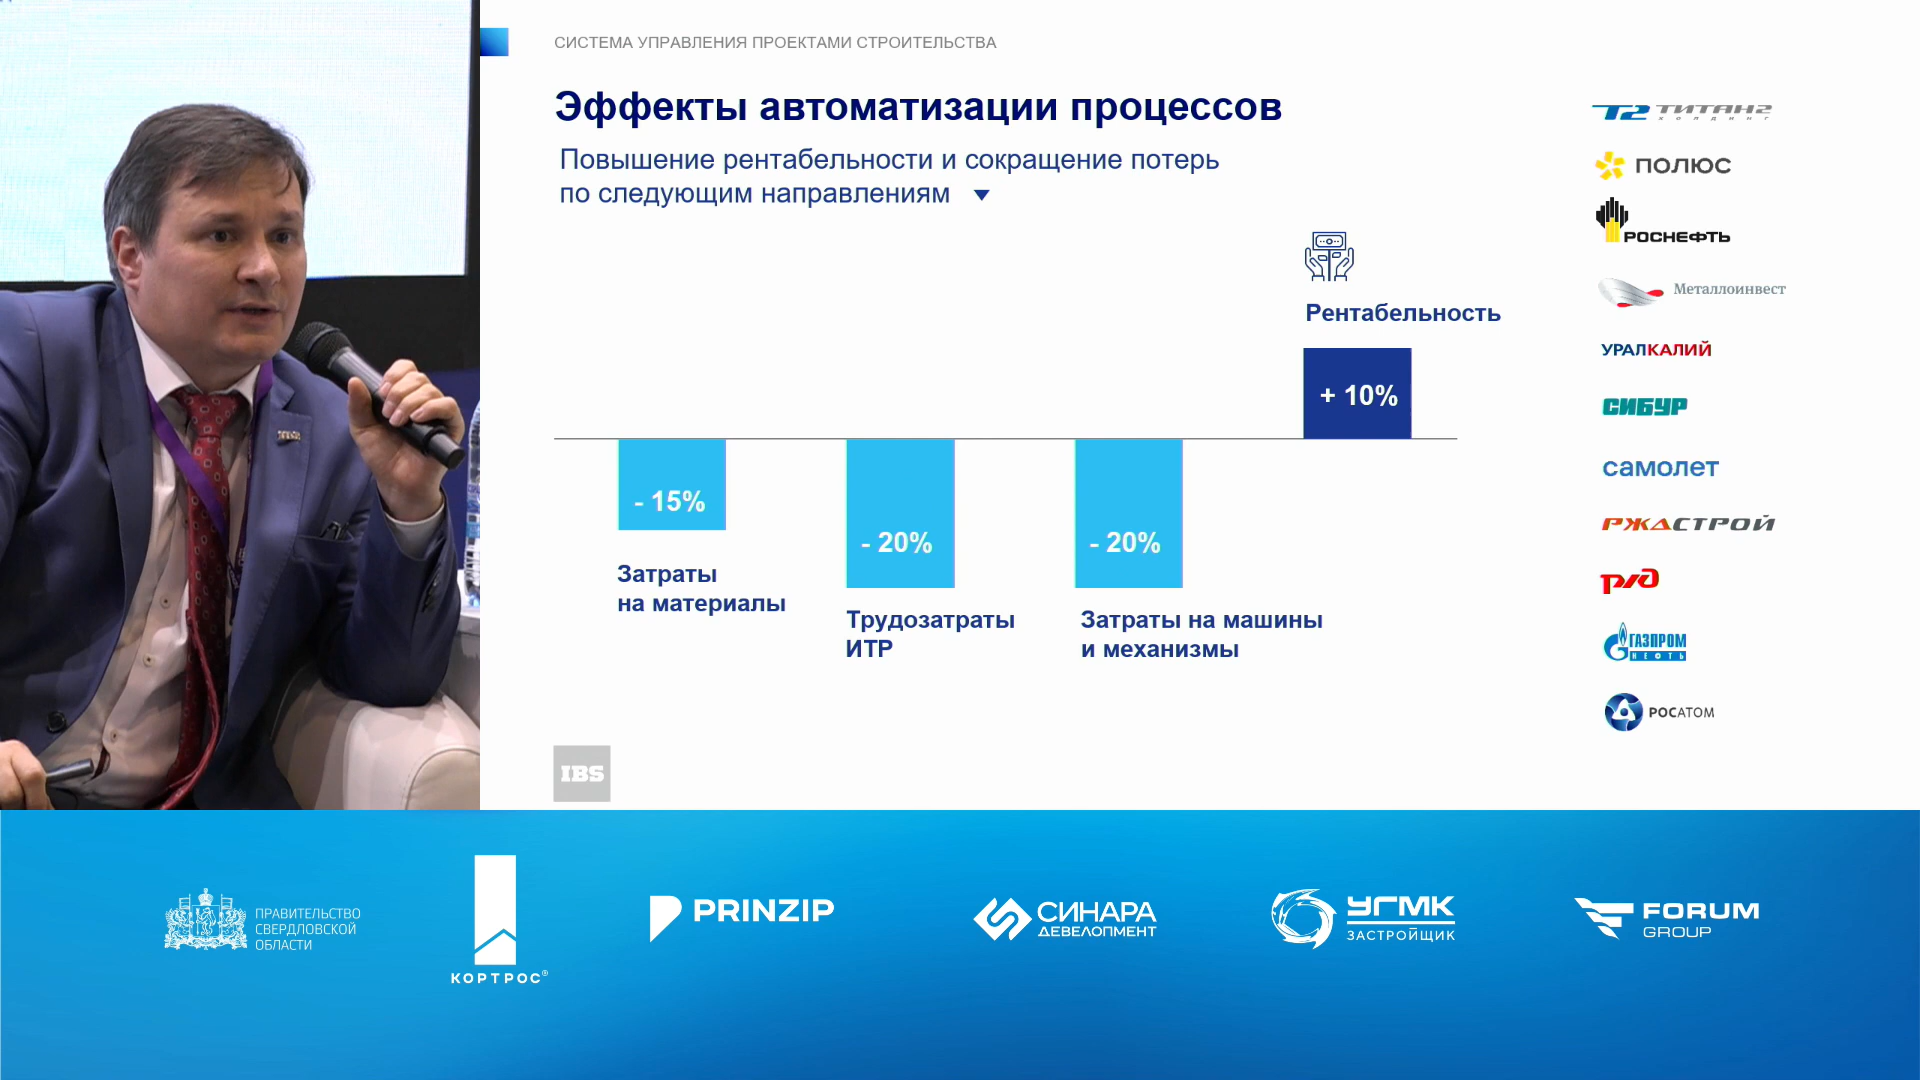 СИСТЕМА УПРАВЛЕНИЯ ПРОЕКТАМИ СТРОИТЕЛЬСТВА
Эффекты автоматизации процессов
Повышение рентабельности и сокращение потерь
по следующим направлениям
Рентабельность
+ 10%
- 15%
- 20%
- 20%
Затраты
на материалы
Трудозатраты
ИТР
Затраты на машины
и механизмы
IBS
Т2 ТИТАН2
ХОЛДИНГ
ПОЛЮС
РОСНЕФТЬ
Металлоинвест
УРАЛКАЛИЙ
СИБУР
самолет
РЖДСТРОЙ
РЖД
ГАЗПРОМ
НЕФТЬ
РОСАТОМ
ПРАВИТЕЛЬСТВО
СВЕРДЛОВСКОЙ
ОБЛАСТИ
КОРТРОС®
PRINZIP
СИНАРА
ДЕВЕЛОПМЕНТ
УГМК
ЗАСТРОЙЩИК
FORUM
GROUP